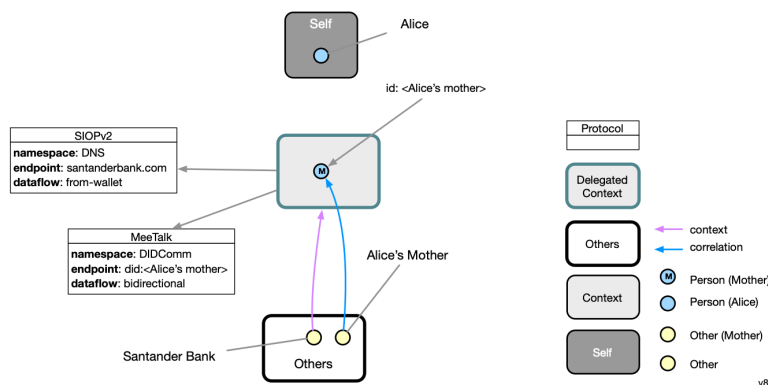 Self
Alice
id: <Alice's mother>
SIOPv2
namespace: DNS
endpoint: santanderbank.com
dataflow: from-wallet
M
MeeTalk
namespace: DIDComm
endpoint: did:<Alice's mother>
dataflow: bidirectional
Alice's Mother
Santander Bank
Others
Protocol
Delegated
Context
Others
context
correlation
Context
M
Person (Mother)
Person (Alice)
Self
Other (Mother)
Other
v8